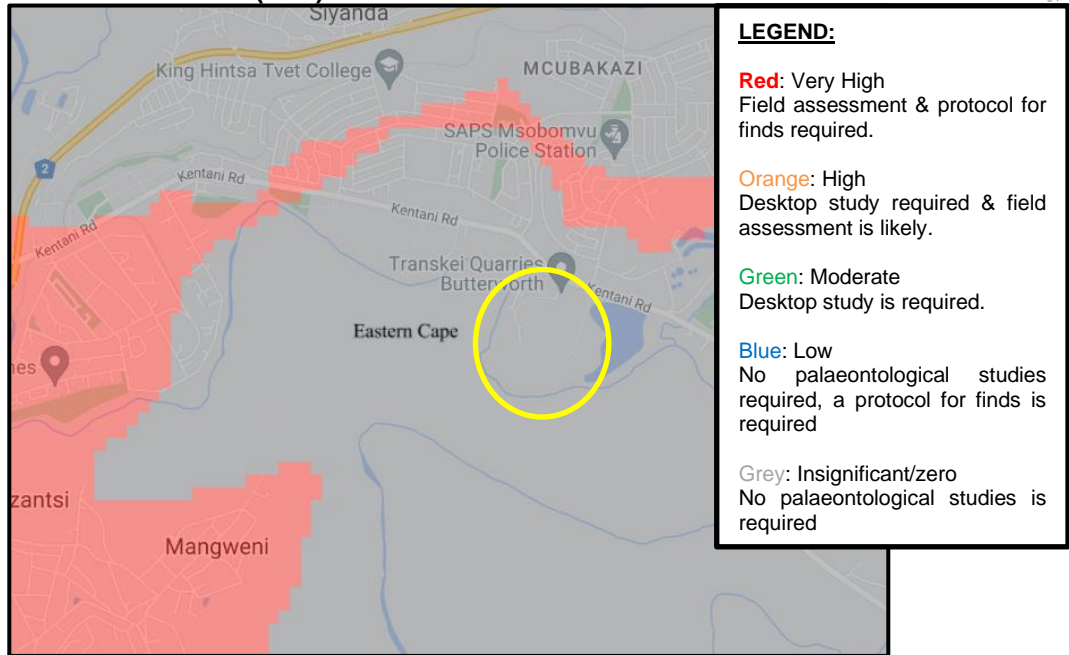 Siyanda
King Hintsa Tvet College
MCUBAKAZI
SAPS Msobomvu
Police Station
2
Kentani Rd
Kentani Rd
Kentani Rd
Transkei Quarries
Butterworth
Kentani Rd
Eastern Cape
nes
zantsi
Mangweni
LEGEND:
Red: Very High
Field assessment & protocol for
finds required.
Orange: High
Desktop study required & field
assessment is likely.
Green: Moderate
Desktop study is required.
Blue: Low
No palaeontological studies
required, a protocol for finds is
required
Grey: Insignificant/zero
No palaeontological studies is
required